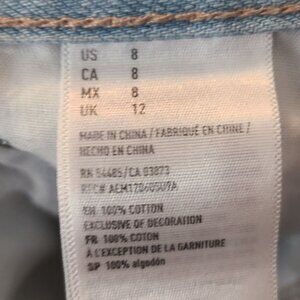 US 8
CA 8
MX 8
UK 12
MADE IN CHINA / FABRIQUÉ EN CHINE /
HECHO EN CHINA
RN 54485/CA 03873
EN 100% COTTON
EXCLUSIVE OF DECORATION
FR 100% COTON
À L'EXCEPTION DE LA GARNITURE
SP 100% algodón